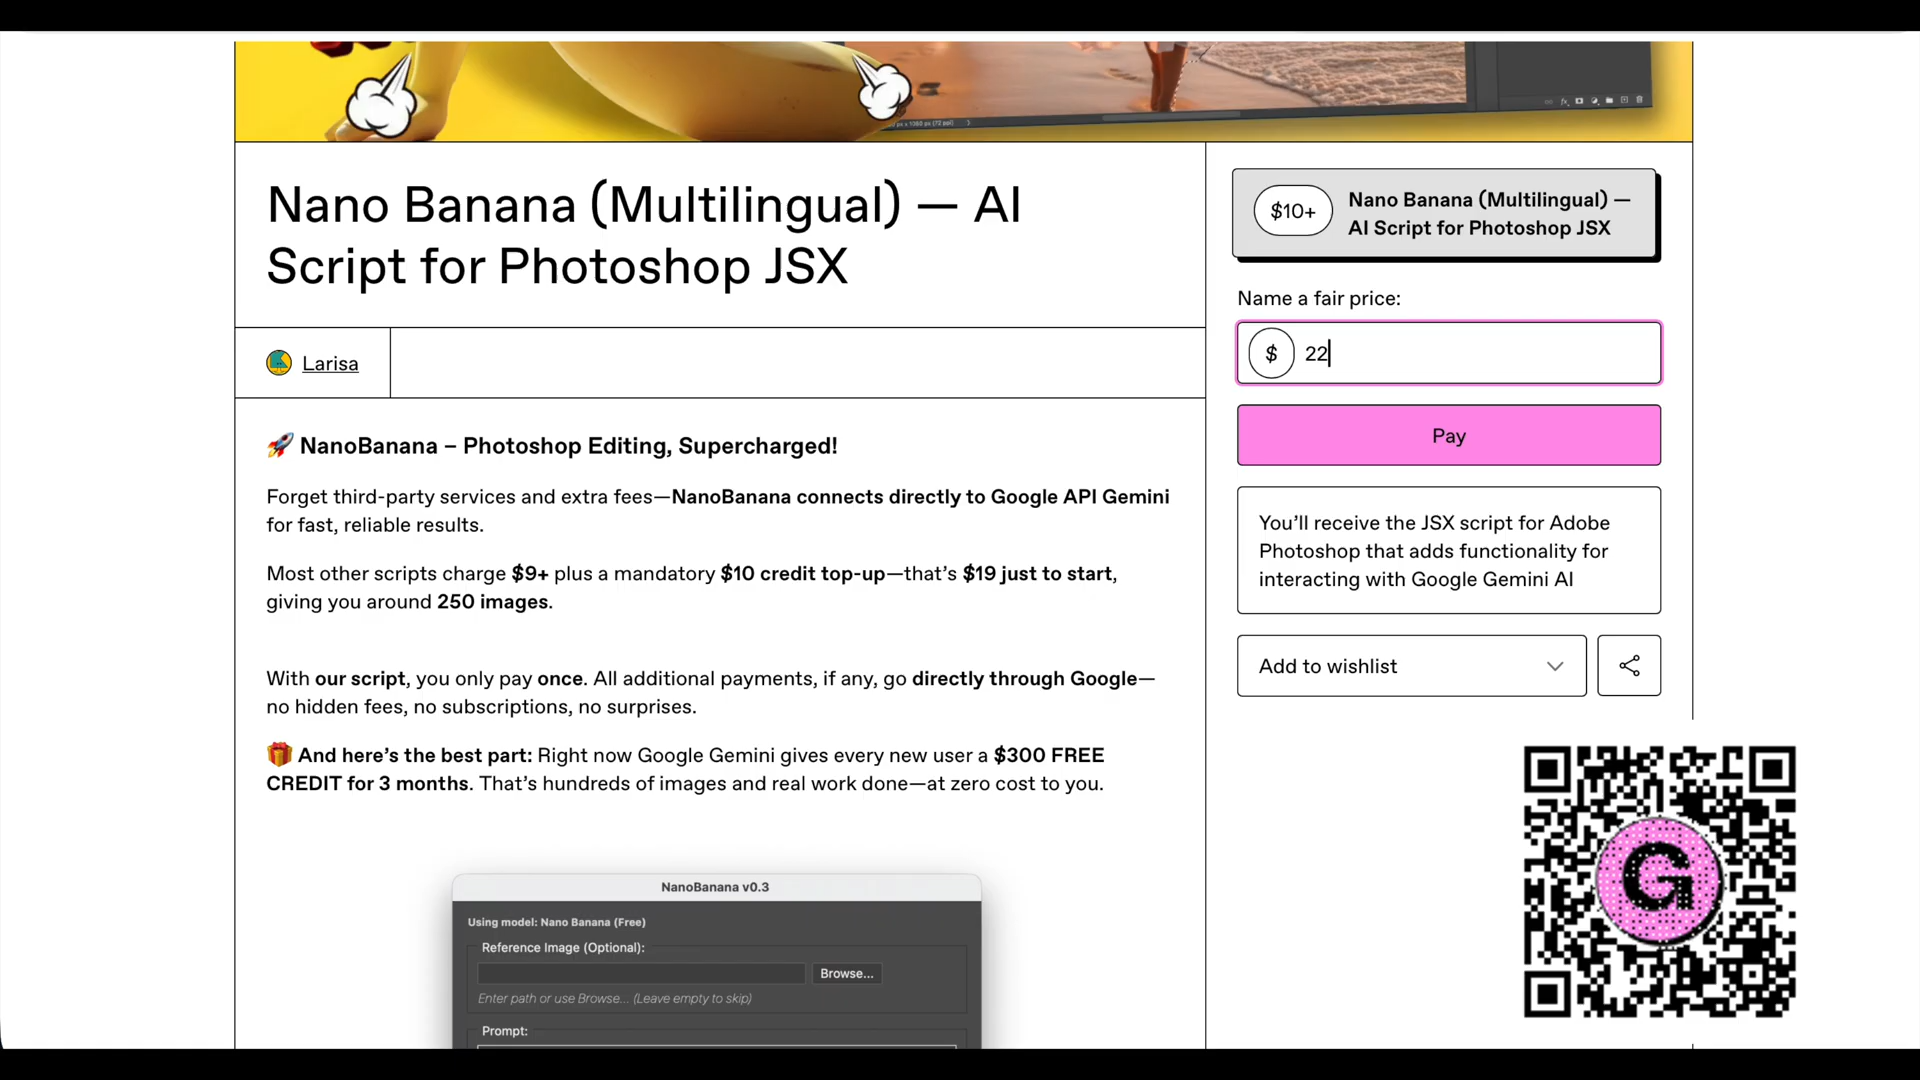 px x 1080 px (72 ppi)
Nano Banana (Multilingual) — AI
Script for Photoshop JSX
Larisa
🚀 NanoBanana – Photoshop Editing, Supercharged!
Forget third-party services and extra fees—NanoBanana connects directly to Google API Gemini
for fast, reliable results.
Most other scripts charge $9+ plus a mandatory $10 credit top-up—that’s $19 just to start,
giving you around 250 images.
With our script, you only pay once. All additional payments, if any, go directly through Google—
no hidden fees, no subscriptions, no surprises.
🎁 And here’s the best part: Right now Google Gemini gives every new user a $300 FREE
CREDIT for 3 months. That’s hundreds of images and real work done—at zero cost to you.
NanoBanana v0.3
Using model: Nano Banana (Free)
Reference Image (Optional):
Browse...
Enter path or use Browse... (Leave empty to skip)
Prompt:
$10+
Nano Banana (Multilingual) —
AI Script for Photoshop JSX
Name a fair price:
$ 22
Pay
You’ll receive the JSX script for Adobe
Photoshop that adds functionality for
interacting with Google Gemini AI
Add to wishlist
G